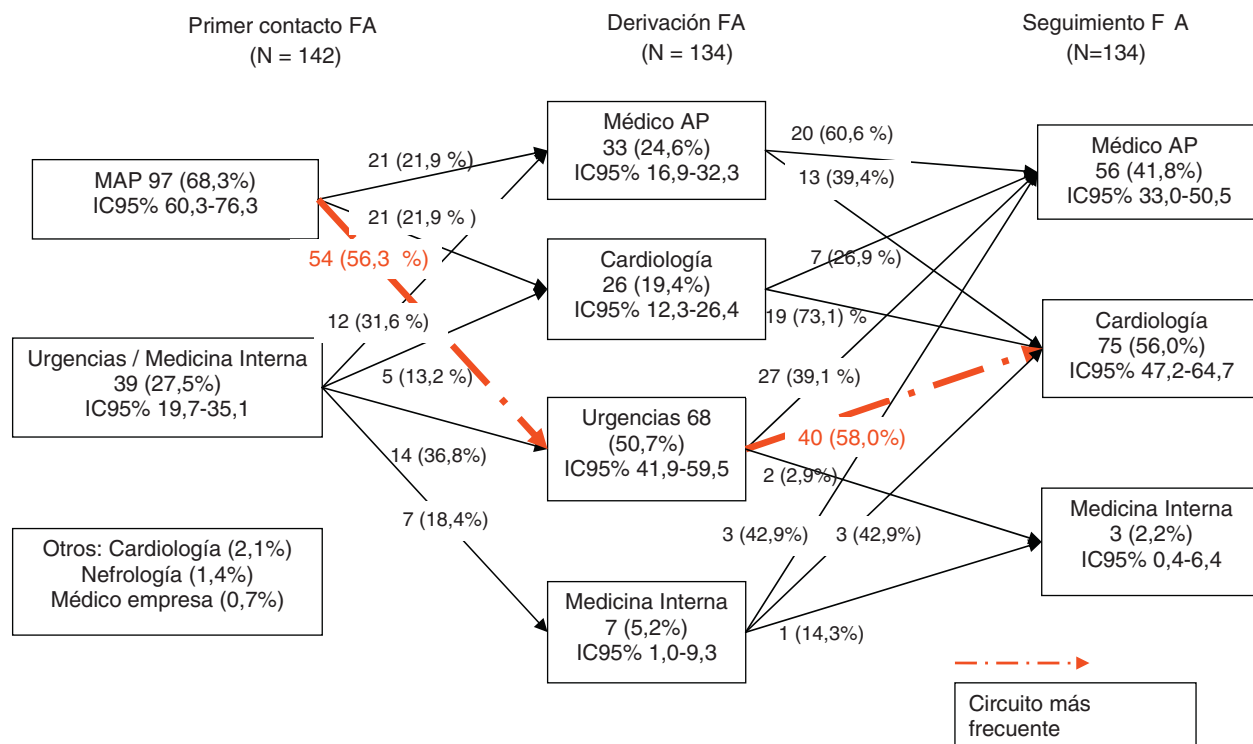 Primer contacto FA
(N = 142)
Derivación FA
(N = 134)
Seguimiento F A
(N=134)
MAP 97 (68,3%)
IC95% 60,3-76,3
Urgencias / Medicina Interna
39 (27,5%)
IC95% 19,7-35,1
Otros: Cardiología (2,1%)
Nefrología (1,4%)
Médico empresa (0,7%)
21 (21,9 %)
21 (21,9 % )
54 (56,3 %)
12 (31,6 %)
5 (13,2 %)
14 (36,8%)
7 (18,4%)
Médico AP
33 (24,6%)
IC95% 16,9-32,3
Cardiología
26 (19,4%)
IC95% 12,3-26,4
Urgencias 68
(50,7%)
IC95% 41,9-59,5
Medicina Interna
7 (5,2%)
IC95% 1,0-9,3
20 (60,6 %)
13 (39,4%)
7 (26,9 %)
19 (73,1) %
27 (39,1 %)
40 (58,0%)
2 (2,9%)
3 (42,9%)
3 (42,9%)
1 (14,3%)
Médico AP
56 (41,8%)
IC95% 33,0-50,5
Cardiología
75 (56,0%)
IC95% 47,2-64,7
Medicina Interna
3 (2,2%)
IC95% 0,4-6,4
Circuito más
frecuente